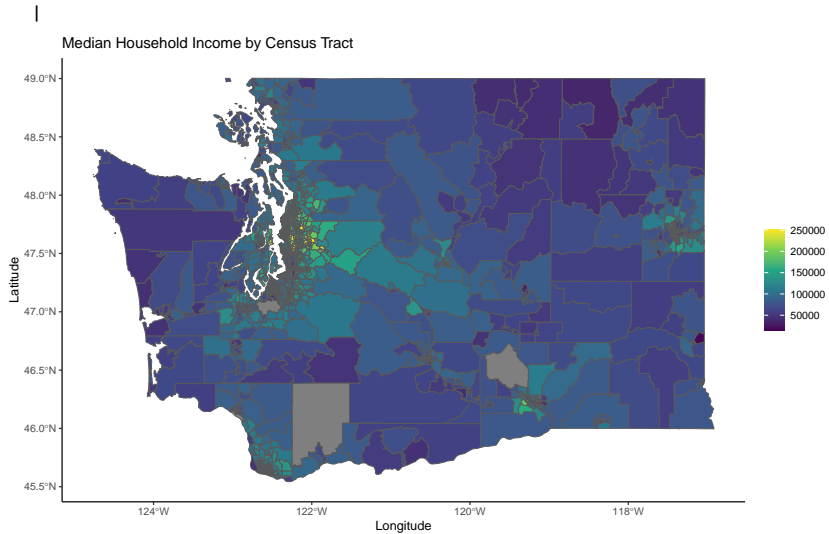 l
Median Household Income by Census Tract
49.0°N
48.5°N
48.0°N
47.5°N
47.0°N
46.5°N
46.0°N
45.5°N
Latitude
250000
200000
150000
100000
50000
124°W
122°W
120°W
118°W
Longitude